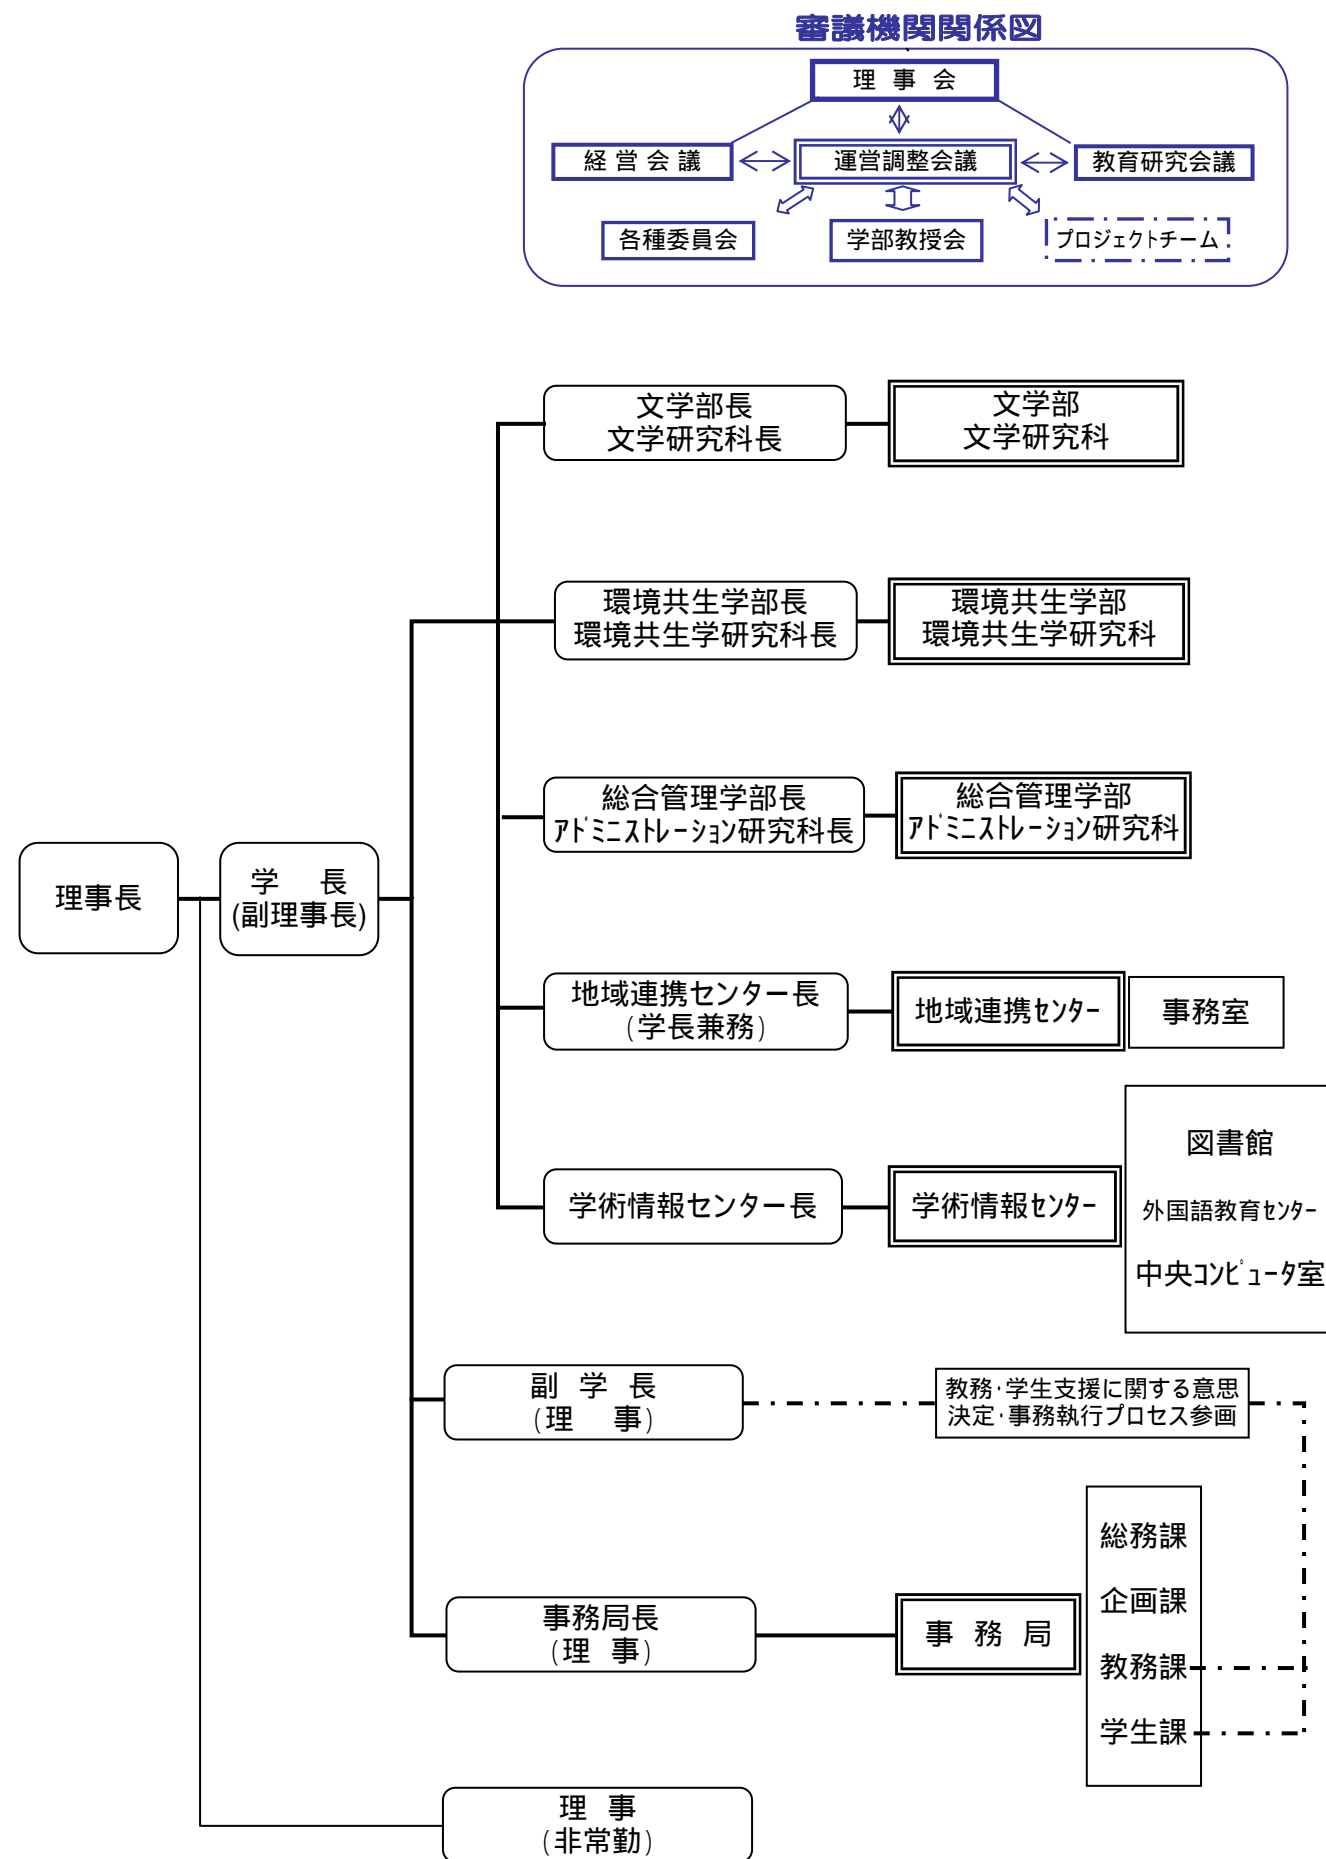 審議機関関係図
理 事 会
経 営 会 議
運営調整会議
教育研究会議
各種委員会
学部教授会
プロジェクトチーム
文学部長
文学研究科長
文学部
文学研究科
環境共生学部長
環境共生学研究科長
環境共生学部
環境共生学研究科
総合管理学部長
ｱﾄﾞﾐﾆｽﾄﾚｰｼｮﾝ研究科長
総合管理学部
ｱﾄﾞﾐﾆｽﾄﾚｰｼｮﾝ研究科
理事長
学　長
(副理事長)
地域連携センター長
(学長兼務)
地域連携ｾﾝﾀｰ
事務室
学術情報センター長
学術情報ｾﾝﾀｰ
図書館
外国語教育ｾﾝﾀｰ
中央ｺﾝﾋﾟｭｰﾀ室
副 学 長
(理　事)
教務･学生支援に関する意思
決定･事務執行プロセス参画
事務局長
(理 事)
事 務 局
総務課
企画課
教務課
学生課
理 事
(非常勤)